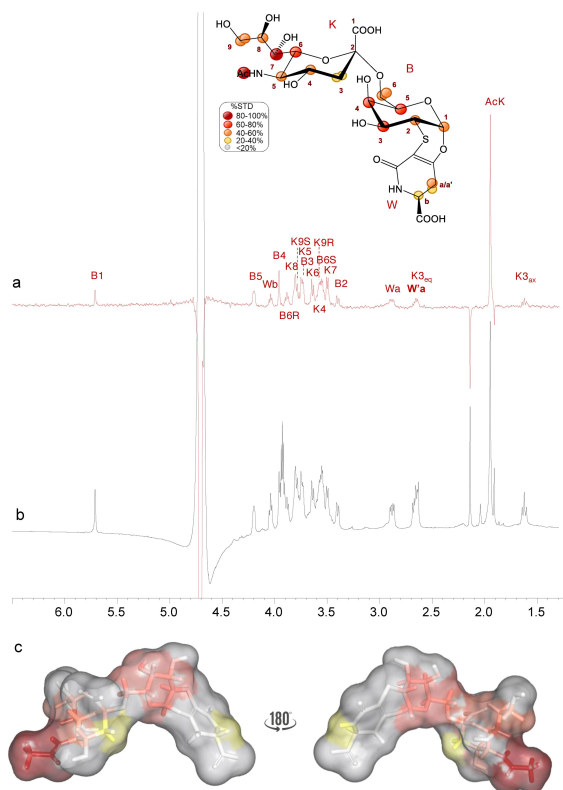 K
B
W
HO
OH
HO
OH
COOH
O
O
AcHN
HO
HO
O
HO
S
O
O
HN
COOH
1
2
3
4
5
6
7
8
9
1
2
3
4
5
6
a/a'
b
%STD
80-100%
60-80%
40-60%
20-40%
<20%
a
B1
B5
Wb
B4
B6R
K8
K9S
K5
B3
K6
K9R
B6S
K7
K4
B2
Wa
K3eq
W'a
AcK
K3ax
b
6.0 5.0 4.5 4.0 3.5 3.0 2.5 2.0 1.5
c
180°